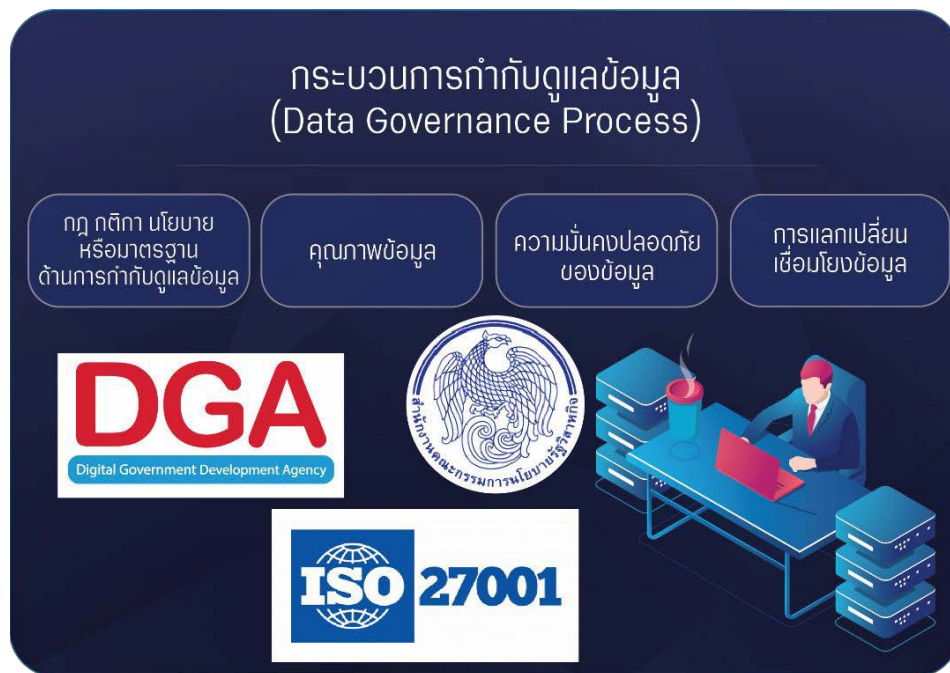 กระบวนการกำกับดูแลข้อมูล
(Data Governance Process)
กฎ กติกา นโยบาย
หรือมาตรฐาน
ด้านการกำกับดูแลข้อมูล
คุณภาพข้อมูล
ความมั่นคงปลอดภัย
ของข้อมูล
การแลกเปลี่ยน
เชื่อมโยงข้อมูล
DGA
Digital Government Development Agency
สำนักงานคณะกรรมการนโยบายรัฐวิสาหกิจ
ISO 27001